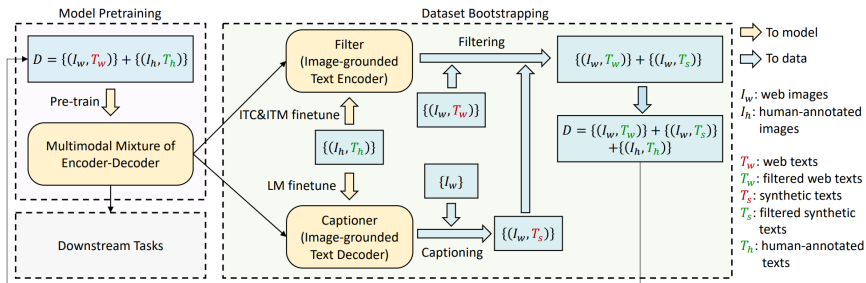 Model Pretraining
D = {(I_w, T_w)} + {(I_h, T_h)}
Pre-train
Multimodal Mixture of
Encoder-Decoder
Downstream Tasks
Dataset Bootstrapping
Filter
(Image-grounded
Text Encoder)
Filtering
ITC&ITM finetune
{(I_h, T_h)}
LM finetune
Captioner
(Image-grounded
Text Decoder)
Captioning
{(I_w, T_w)}
{I_w}
{(I_w, T_s)}
{(I_w, T_w)} + {(I_w, T_s)}
D = {(I_w, T_w)} + {(I_w, T_s)}
+{(I_h, T_h)}
To model
To data
I_w: web images
I_h: human-annotated
images
T_w: web texts
T_w: filtered web texts
T_s: synthetic texts
T_s: filtered synthetic
texts
T_h: human-annotated
texts